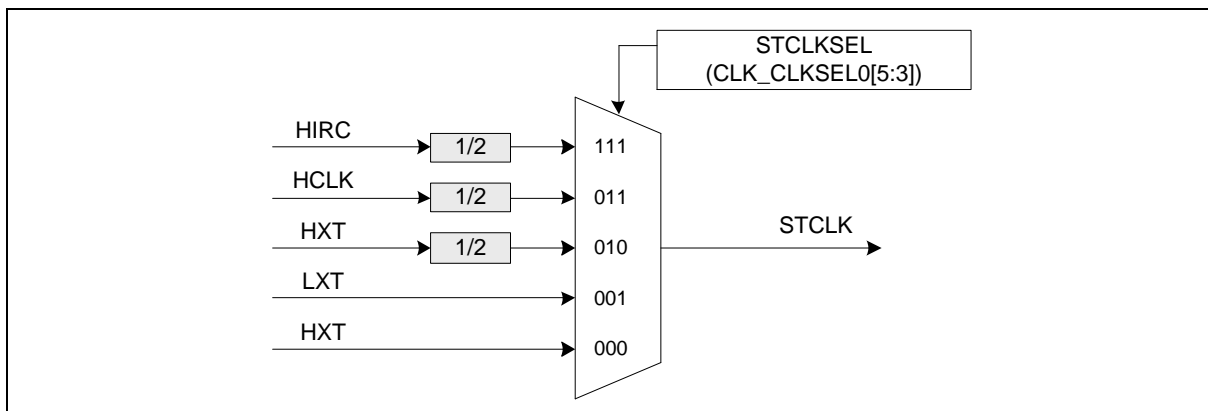 STCLKSEL
(CLK_CLKSEL0[5:3])
HIRC
1/2
111
HCLK
1/2
011
HXT
1/2
010
STCLK
LXT
001
HXT
000